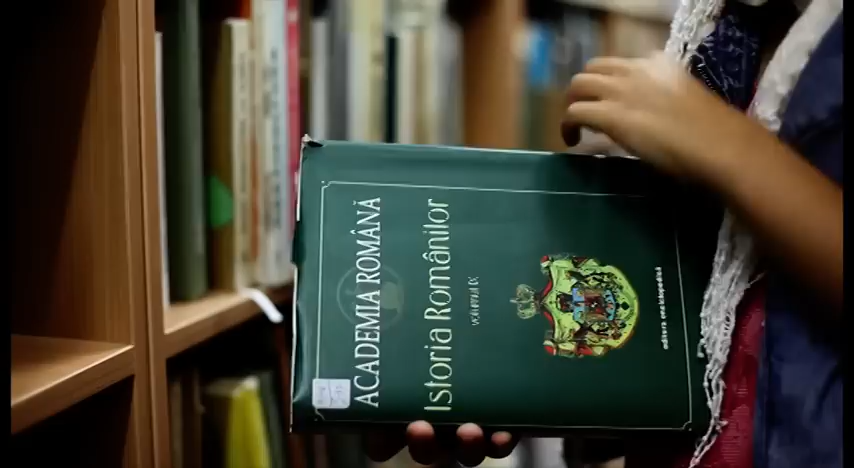 ACADEMIA ROMÂNĂ
Istoria Românilor
volumul IX
editura enciclopedică